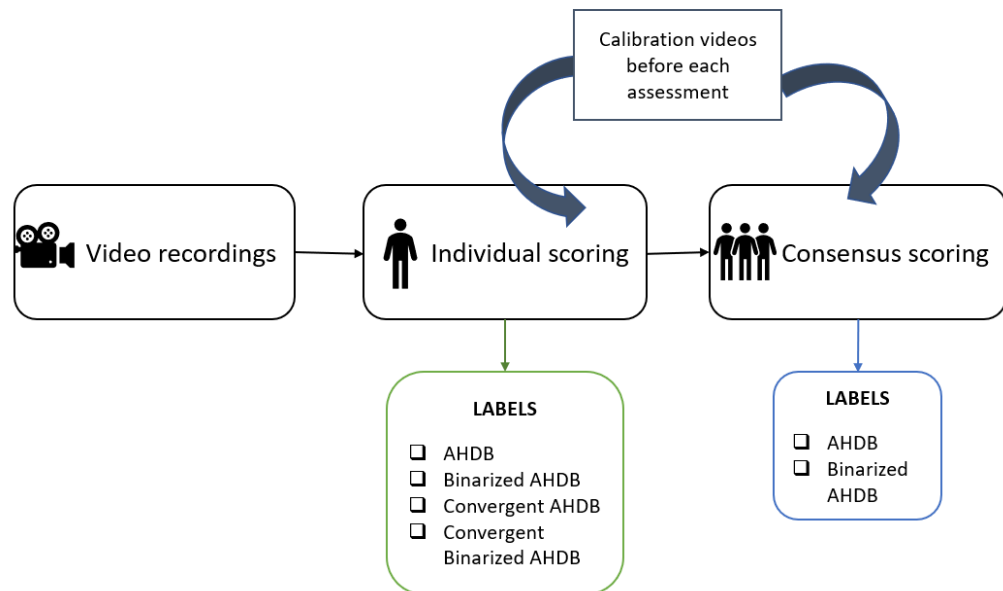 Calibration videos
before each
assessment
Video recordings
Individual scoring
Consensus scoring
LABELS
AHDB
Binarized AHDB
Convergent AHDB
Convergent
Binarized AHDB
LABELS
AHDB
Binarized
AHDB